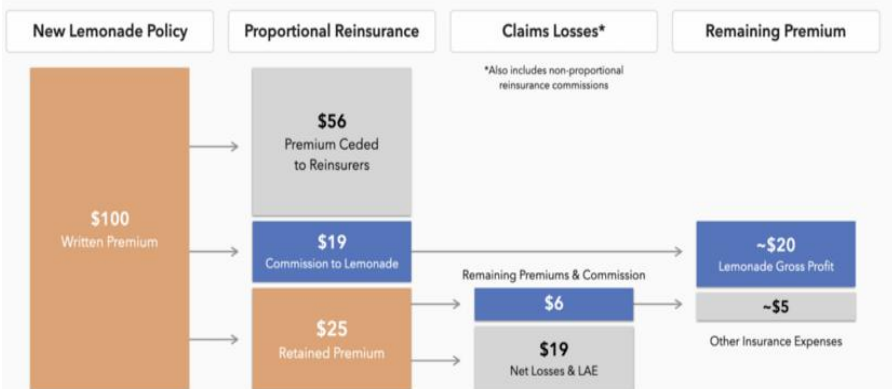 New Lemonade Policy
Proportional Reinsurance
Claims Losses*
Remaining Premium
*Also includes non-proportional
reinsurance commissions
$100
Written Premium
$56
Premium Ceded
to Reinsurers
$19
Commission to Lemonade
$25
Retained Premium
Remaining Premiums & Commission
$6
$19
Net Losses & LAE
~$20
Lemonade Gross Profit
~$5
Other Insurance Expenses